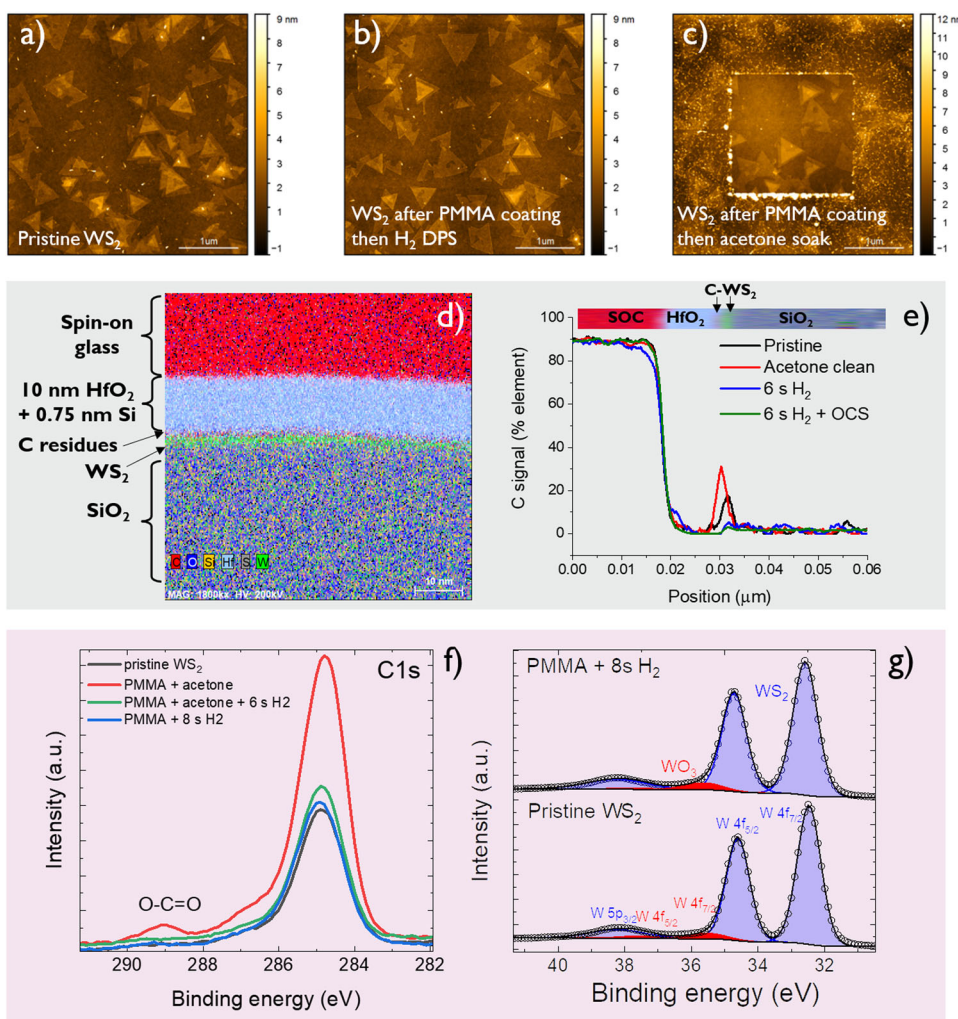 a)
9 nm
8
7
6
5
4
3
2
1
−1
Pristine WS2
1um
b)
9 nm
8
7
6
5
4
3
2
1
−1
WS2 after PMMA coating
then H2 DPS
1um
c)
12 nm
10
9
8
7
6
5
4
3
2
1
−1
WS2 after PMMA coating
then acetone soak
1um
d)
Spin-on
glass
10 nm HfO2
+ 0.75 nm Si
C residues
WS2
SiO2
C O Si Hf S W
MAG: 1800kx HV: 200kV
10 nm
e)
C-WS2
SOC HfO2 SiO2
Pristine
Acetone clean
6 s H2
6 s H2 + OCS
C signal (% element)
100
80
60
40
20
0
0.00 0.01 0.02 0.03 0.04 0.05 0.06
Position (μm)
f)
C1s
pristine WS2
PMMA + acetone
PMMA + acetone + 6 s H2
PMMA + 8 s H2
O-C=O
Intensity (a.u.)
290 288 286 284 282
Binding energy (eV)
g)
PMMA + 8s H2
WS2
WO3
Pristine WS2
W 4f5/2
W 4f7/2
W 5p3/2
W 4f5/2
W 4f7/2
Intensity (a.u.)
40 38 36 34 32
Binding energy (eV)